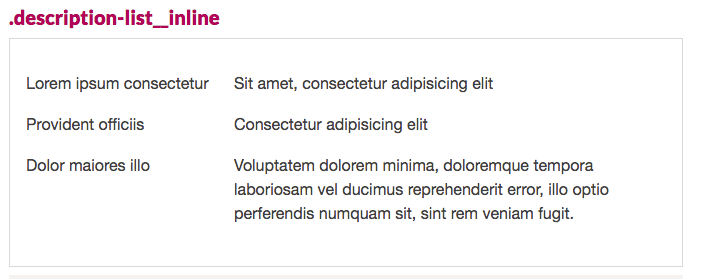 .description-list__inline
Lorem ipsum consectetur Sit amet, consectetur adipisicing elit
Provident officiis Consectetur adipisicing elit
Dolor maiores illo Voluptatem dolorem minima, doloremque tempora
laboriosam vel ducimus reprehenderit error, illo optio
perferendis numquam sit, sint rem veniam fugit.